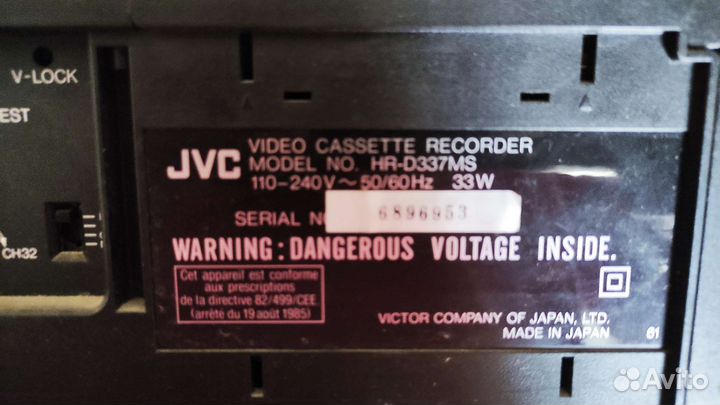 V-LOCK
EST
CH32
JVC
VIDEO CASSETTE RECORDER
MODEL NO. HR-D337MS
110-240V~50/60Hz 33W
SERIAL NO
6896953
WARNING: DANGEROUS VOLTAGE INSIDE.
Cet appareil est conforme
aux prescriptions
de la directive 82/499/CEE.
(arrête du 19 août 1985)
VICTOR COMPANY OF JAPAN, LTD.
MADE IN JAPAN
61
Avito